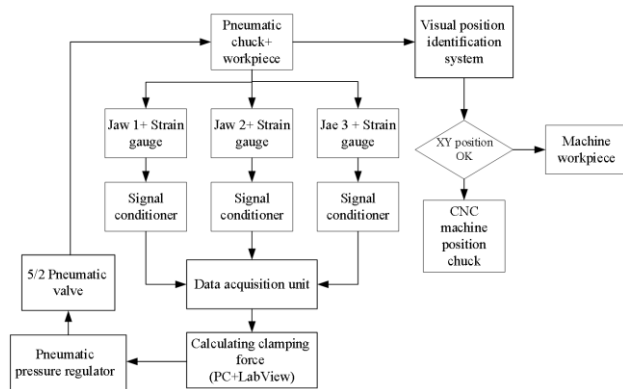 Pneumatic
chuck+
workpiece
Visual position
identification
system
Jaw 1+ Strain
gauge
Jaw 2+ Strain
gauge
Jae 3 + Strain
gauge
XY position
OK
Machine
workpiece
Signal
conditioner
Signal
conditioner
Signal
conditioner
CNC
machine
position
chuck
5/2 Pneumatic
valve
Data acquisition unit
Pneumatic
pressure regulator
Calculating clamping
force
(PC+LabView)